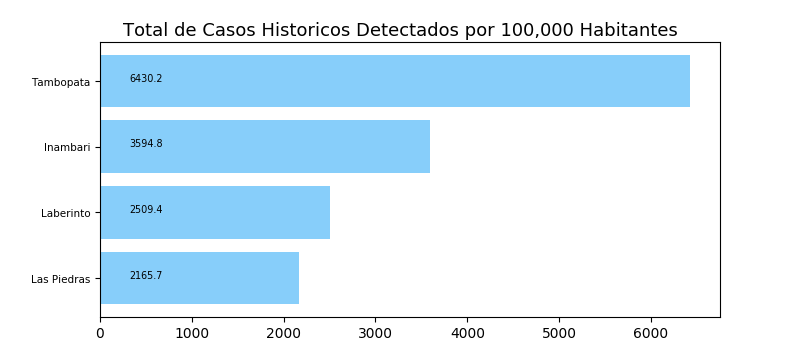 Total de Casos Historicos Detectados por 100,000 Habitantes
Tambopata 6430.2
Inambari 3594.8
Laberinto 2509.4
Las Piedras 2165.7
0 1000 2000 3000 4000 5000 6000